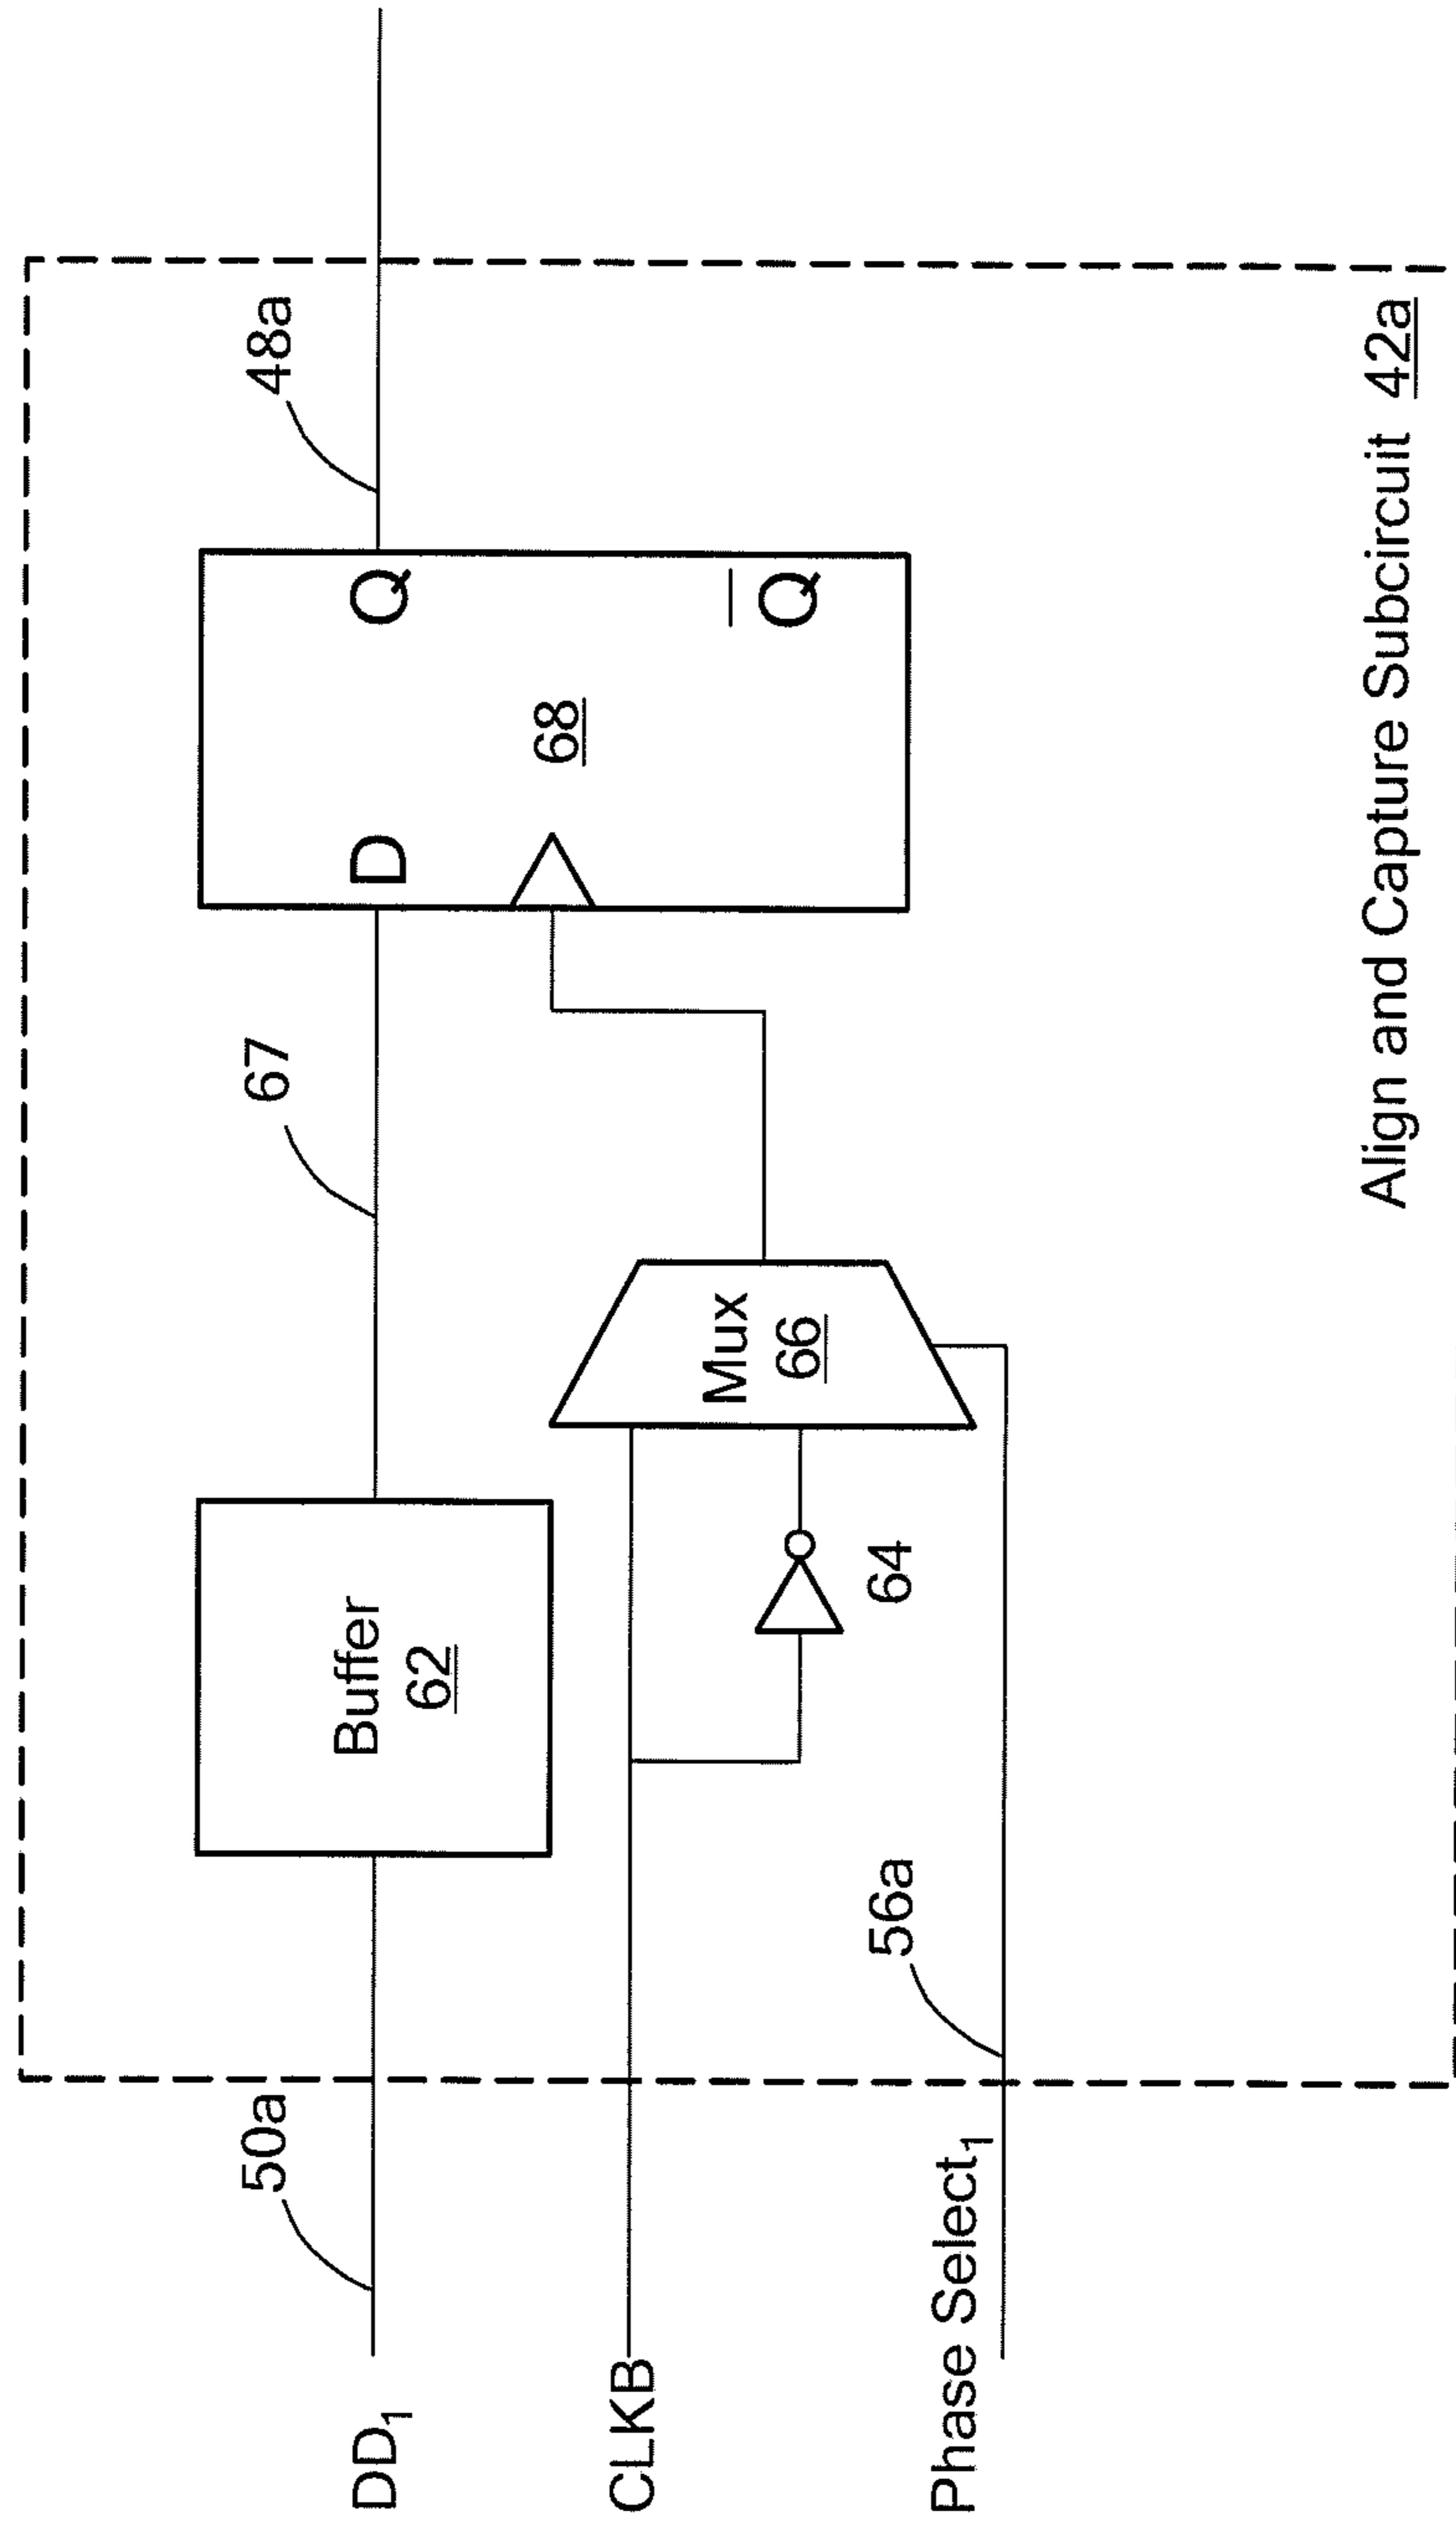 50a
67
48a
DD₁
Buffer
62
D
Q
68
Q̅
CLKB
Mux
66
64
56a
Phase Select₁
Align and Capture Subcircuit 42a